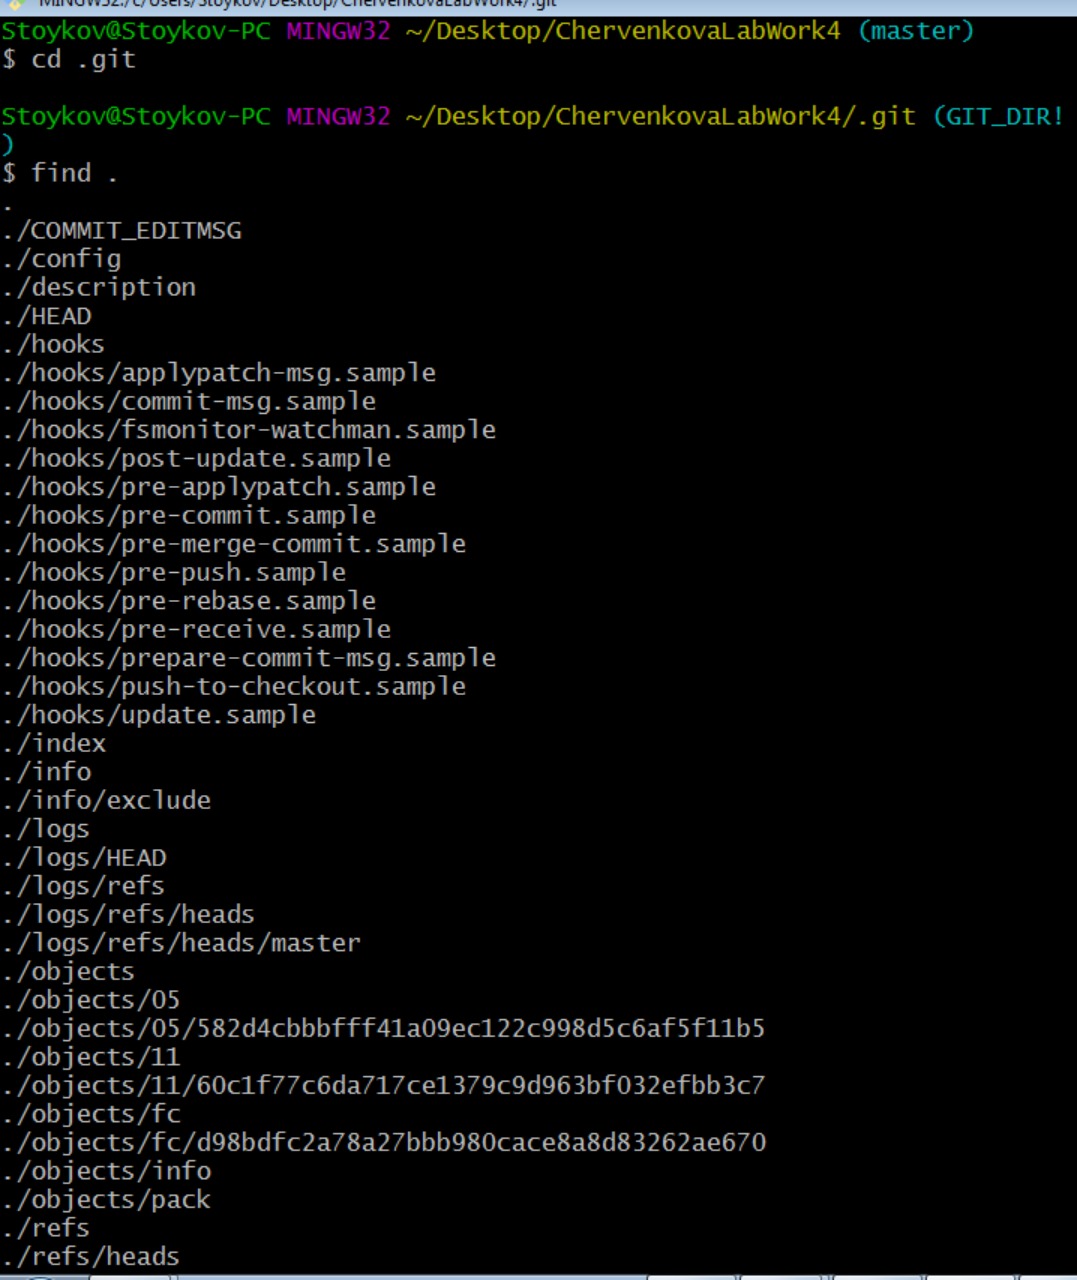 MINGW32:/c/Users/Stoykov/Desktop/ChervenkovaLabWork4/.git
Stoykov@Stoykov-PC MINGW32 ~/Desktop/ChervenkovaLabWork4 (master)
$ cd .git
Stoykov@Stoykov-PC MINGW32 ~/Desktop/ChervenkovaLabWork4/.git (GIT_DIR!
)
$ find .
.
./COMMIT_EDITMSG
./config
./description
./HEAD
./hooks
./hooks/applypatch-msg.sample
./hooks/commit-msg.sample
./hooks/fsmonitor-watchman.sample
./hooks/post-update.sample
./hooks/pre-applypatch.sample
./hooks/pre-commit.sample
./hooks/pre-merge-commit.sample
./hooks/pre-push.sample
./hooks/pre-rebase.sample
./hooks/pre-receive.sample
./hooks/prepare-commit-msg.sample
./hooks/push-to-checkout.sample
./hooks/update.sample
./index
./info
./info/exclude
./logs
./logs/HEAD
./logs/refs
./logs/refs/heads
./logs/refs/heads/master
./objects
./objects/05
./objects/05/582d4cbbbfff41a09ec122c998d5c6af5f11b5
./objects/11
./objects/11/60c1f77c6da717ce1379c9d963bf032efbb3c7
./objects/fc
./objects/fc/d98bdfc2a78a27bbb980cace8a8d83262ae670
./objects/info
./objects/pack
./refs
./refs/heads